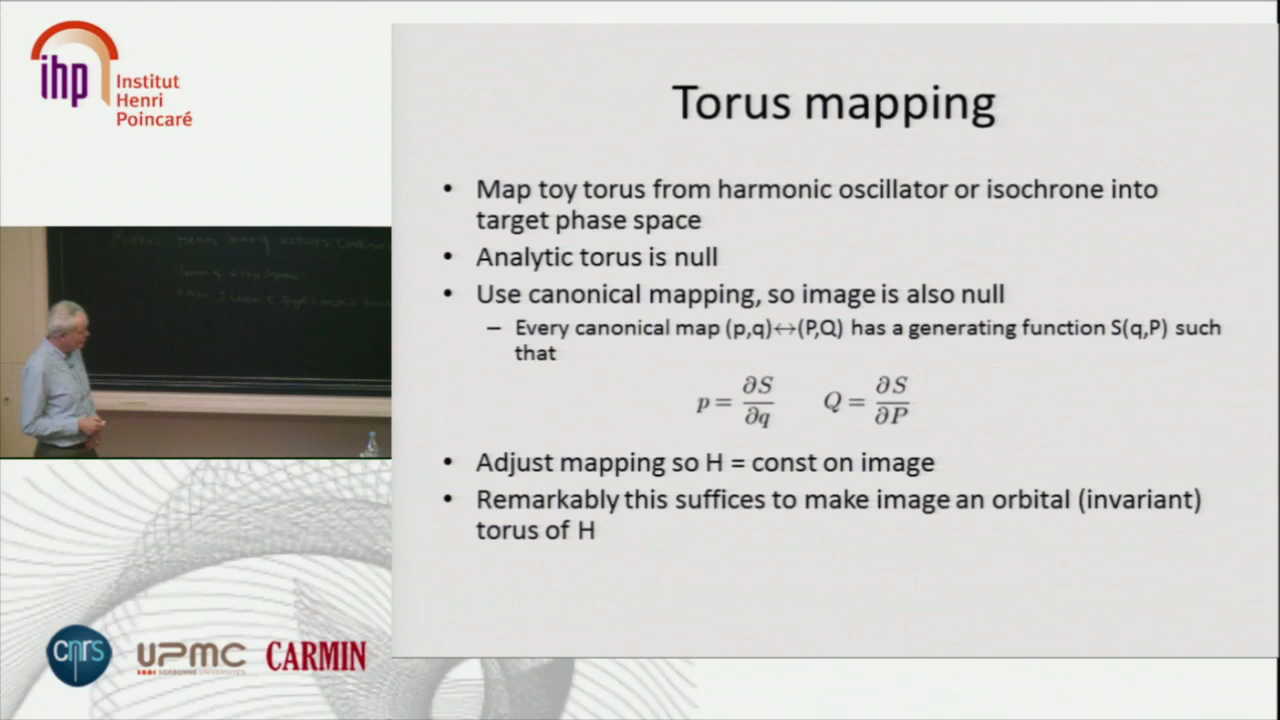 ihp
Institut
Henri
Poincaré
Torus mapping
• Map toy torus from harmonic oscillator or isochrone into
target phase space
• Analytic torus is null
• Use canonical mapping, so image is also null
– Every canonical map (p,q)↔(P,Q) has a generating function S(q,P) such
that
p = ∂S/∂q   Q = ∂S/∂P
• Adjust mapping so H = const on image
• Remarkably this suffices to make image an orbital (invariant)
torus of H
cnrs
UPMC
SORBONNE UNIVERSITÉS
CARMIN